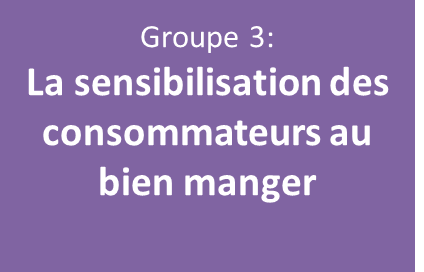 Groupe 3:
La sensibilisation des
consommateurs au
bien manger